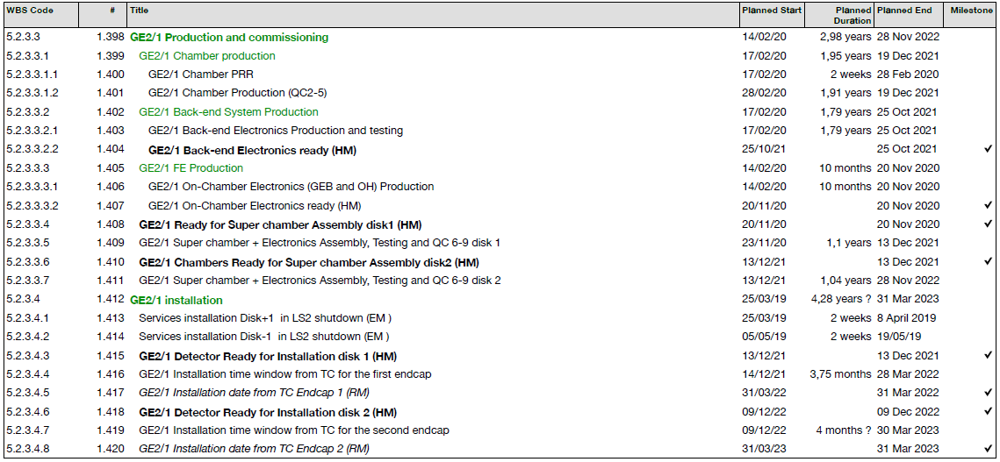 WBS Code # Title Planned Start Planned Duration Planned End Milestone
5.2.3.3 1.398 GE2/1 Production and commissioning 14/02/20 2,98 years 28 Nov 2022
5.2.3.3.1 1.399 GE2/1 Chamber production 17/02/20 1,95 years 19 Dec 2021
5.2.3.3.1.1 1.400 GE2/1 Chamber PRR 17/02/20 2 weeks 28 Feb 2020
5.2.3.3.1.2 1.401 GE2/1 Chamber Production (QC2-5) 28/02/20 1,91 years 19 Dec 2021
5.2.3.3.2 1.402 GE2/1 Back-end System Production 17/02/20 1,79 years 25 Oct 2021
5.2.3.3.2.1 1.403 GE2/1 Back-end Electronics Production and testing 17/02/20 1,79 years 25 Oct 2021
5.2.3.3.2.2 1.404 GE2/1 Back-end Electronics ready (HM) 25/10/21 25 Oct 2021 ✓
5.2.3.3.3 1.405 GE2/1 FE Production 14/02/20 10 months 20 Nov 2020
5.2.3.3.3.1 1.406 GE2/1 On-Chamber Electronics (GEB and OH) Production 14/02/20 10 months 20 Nov 2020
5.2.3.3.3.2 1.407 GE2/1 On-Chamber Electronics ready (HM) 20/11/20 20 Nov 2020 ✓
5.2.3.3.4 1.408 GE2/1 Ready for Super chamber Assembly disk1 (HM) 20/11/20 20 Nov 2020 ✓
5.2.3.3.5 1.409 GE2/1 Super chamber + Electronics Assembly, Testing and QC 6-9 disk 1 23/11/20 1,1 years 13 Dec 2021
5.2.3.3.6 1.410 GE2/1 Chambers Ready for Super chamber Assembly disk2 (HM) 13/12/21 13 Dec 2021 ✓
5.2.3.3.7 1.411 GE2/1 Super chamber + Electronics Assembly, Testing and QC 6-9 disk 2 13/12/21 1,04 years 28 Nov 2022
5.2.3.4 1.412 GE2/1 installation 25/03/19 4,28 years ? 31 Mar 2023
5.2.3.4.1 1.413 Services installation Disk+1 in LS2 shutdown (EM ) 25/03/19 2 weeks 8 April 2019
5.2.3.4.2 1.414 Services installation Disk-1 in LS2 shutdown (EM ) 05/05/19 2 weeks 19/05/19
5.2.3.4.3 1.415 GE2/1 Detector Ready for Installation disk 1 (HM) 13/12/21 13 Dec 2021 ✓
5.2.3.4.4 1.416 GE2/1 Installation time window from TC for the first endcap 14/12/21 3,75 months 28 Mar 2022
5.2.3.4.5 1.417 GE2/1 Installation date from TC Endcap 1 (RM) 31/03/22 31 Mar 2022 ✓
5.2.3.4.6 1.418 GE2/1 Detector Ready for Installation disk 2 (HM) 09/12/22 09 Dec 2022 ✓
5.2.3.4.7 1.419 GE2/1 Installation time window from TC for the second endcap 09/12/22 4 months ? 30 Mar 2023
5.2.3.4.8 1.420 GE2/1 Installation date from TC Endcap 2 (RM) 31/03/23 31 Mar 2023 ✓